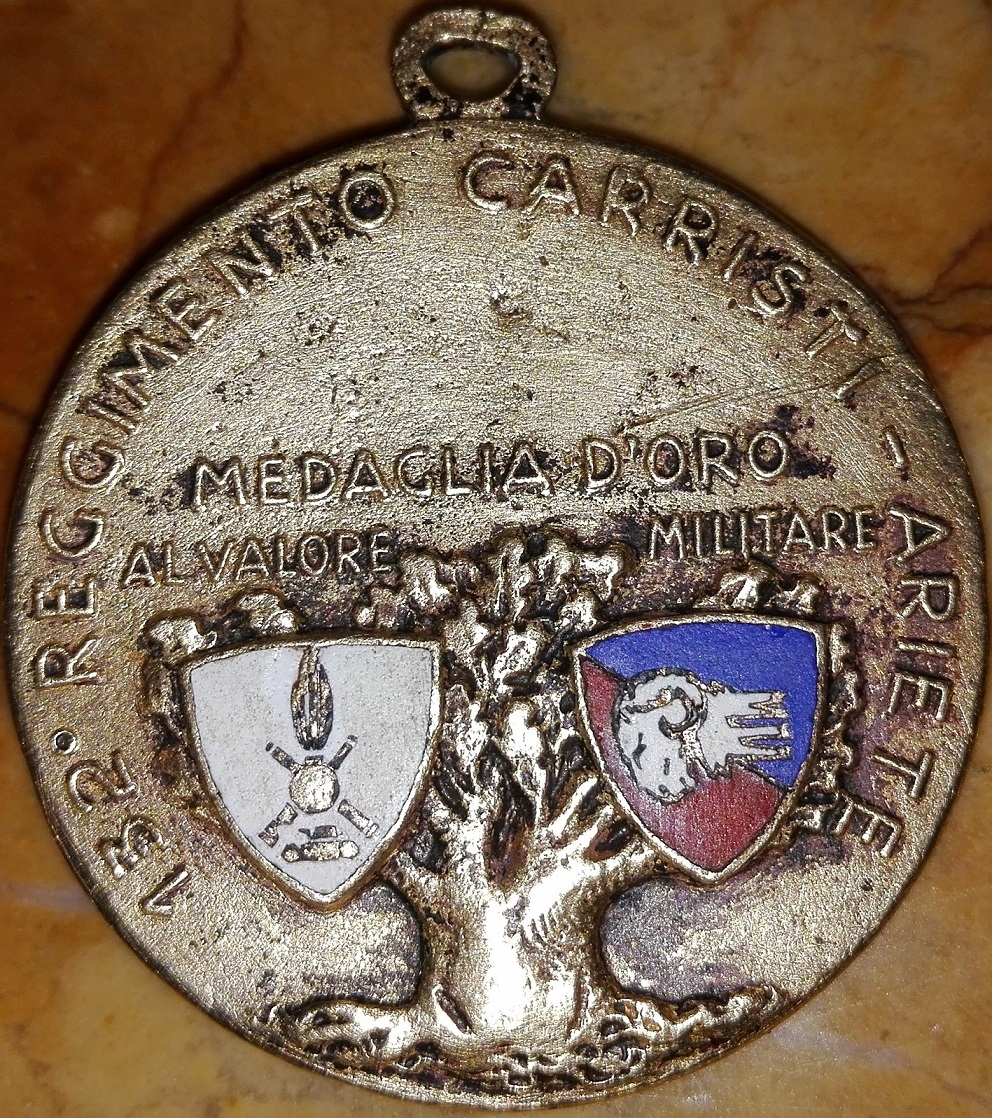 132° REGGIMENTO CARRISTI - ARIETE
MEDAGLIA D'ORO
AL VALORE MILITARE